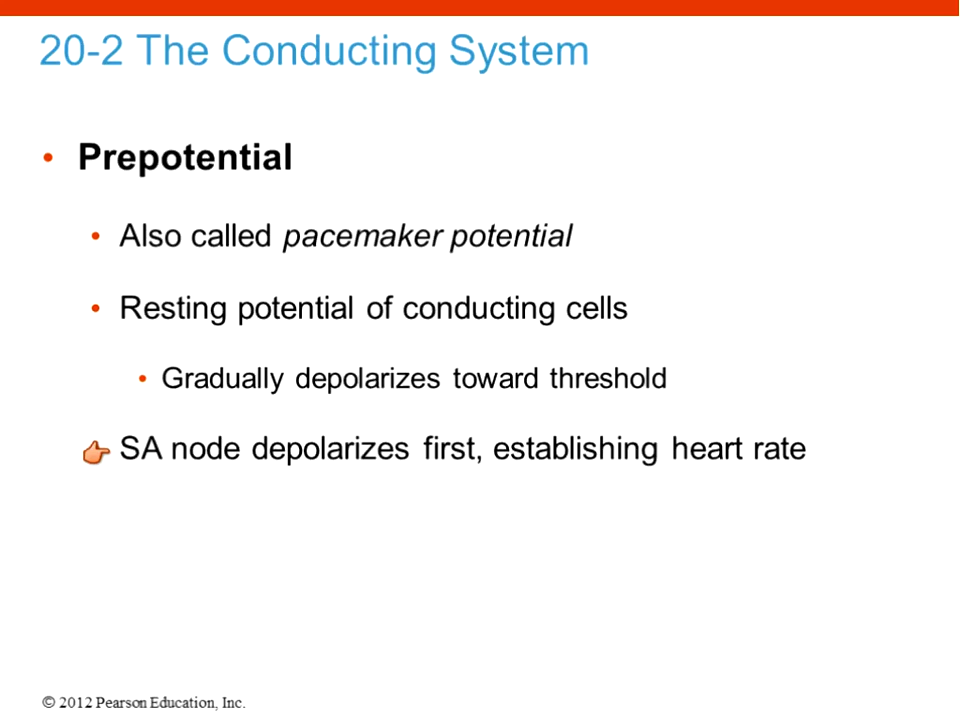 20-2 The Conducting System
• Prepotential
• Also called pacemaker potential
• Resting potential of conducting cells
• Gradually depolarizes toward threshold
SA node depolarizes first, establishing heart rate
© 2012 Pearson Education, Inc.